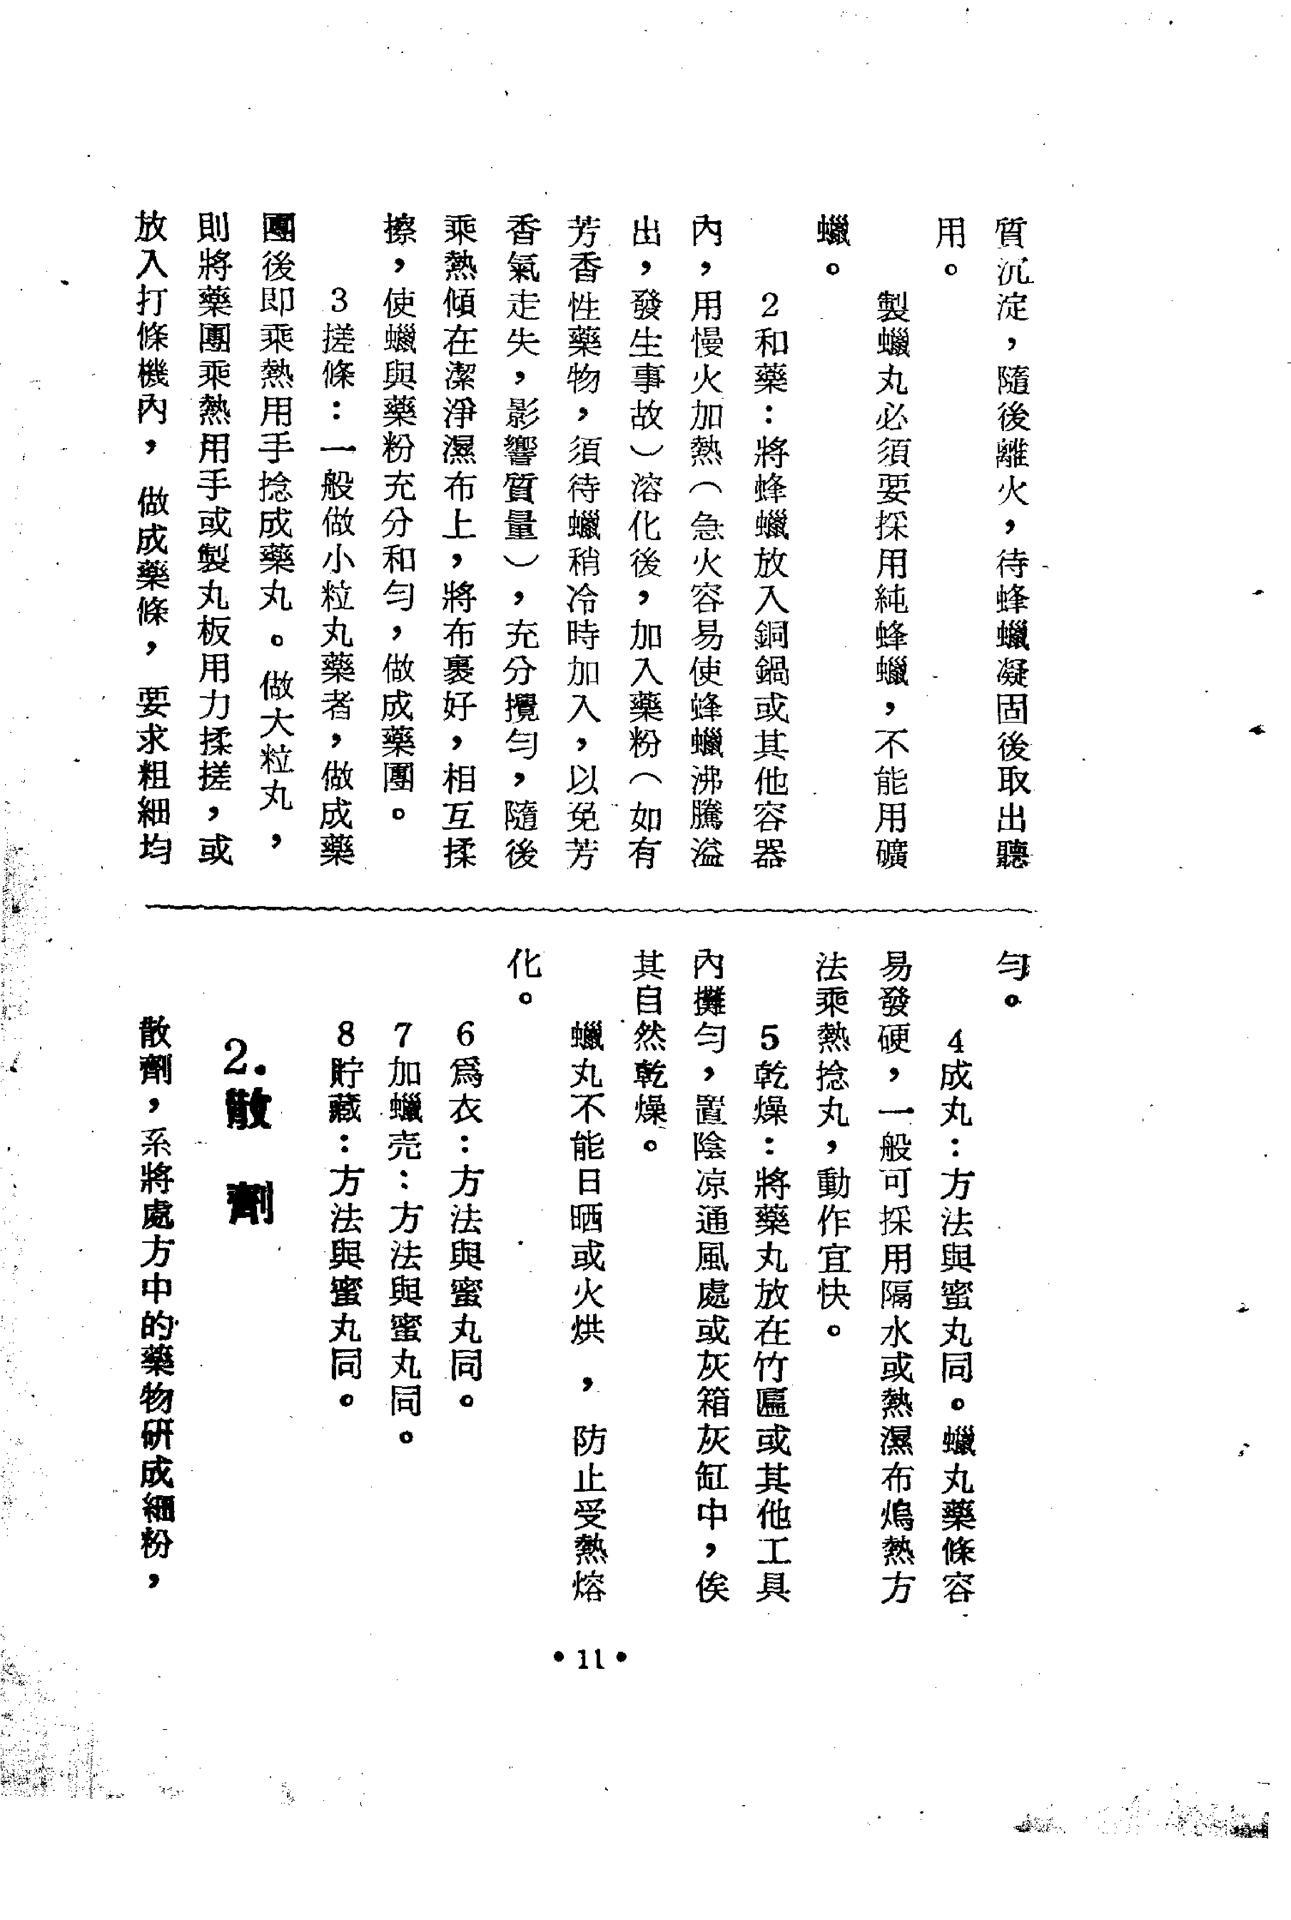 質沉淀，隨後離火，待蜂蠟凝固後取出聽
用。
製蠟丸必須要採用純蜂蠟，不能用礦
蠟。
2和藥：將蜂蠟放入銅鍋或其他容器
內，用慢火加熱（急火容易使蜂蠟沸騰溢
出，發生事故）溶化後，加入藥粉（如有
芳香性藥物，須待蠟稍冷時加入，以免芳
香氣走失，影響質量），充分攪勻，隨後
乘熱傾在潔淨濕布上，將布裹好，相互揉
擦，使蠟與藥粉充分和勻，做成藥團。
3搓條：一般做小粒丸藥者，做成藥
團後即乘熱用手捻成藥丸。做大粒丸，
則將藥團乘熱用手或製丸板用力揉搓，或
放入打條機內，做成藥條，要求粗細均
勻。
4成丸：方法與蜜丸同。蠟丸藥條容
易發硬，一般可採用隔水或熱濕布熓熱方
法乘熱捻丸，動作宜快。
5乾燥：將藥丸放在竹匾或其他工具
內攤勻，置陰凉通風處或灰箱灰缸中，俟
其自然乾燥。
蠟丸不能日晒或火烘，防止受熱熔
化。
6爲衣：方法與蜜丸同。
7加蠟壳：方法與蜜丸同。
8貯藏：方法與蜜丸同。
2.散劑
散劑，系將處方中的藥物研成細粉，
•11•